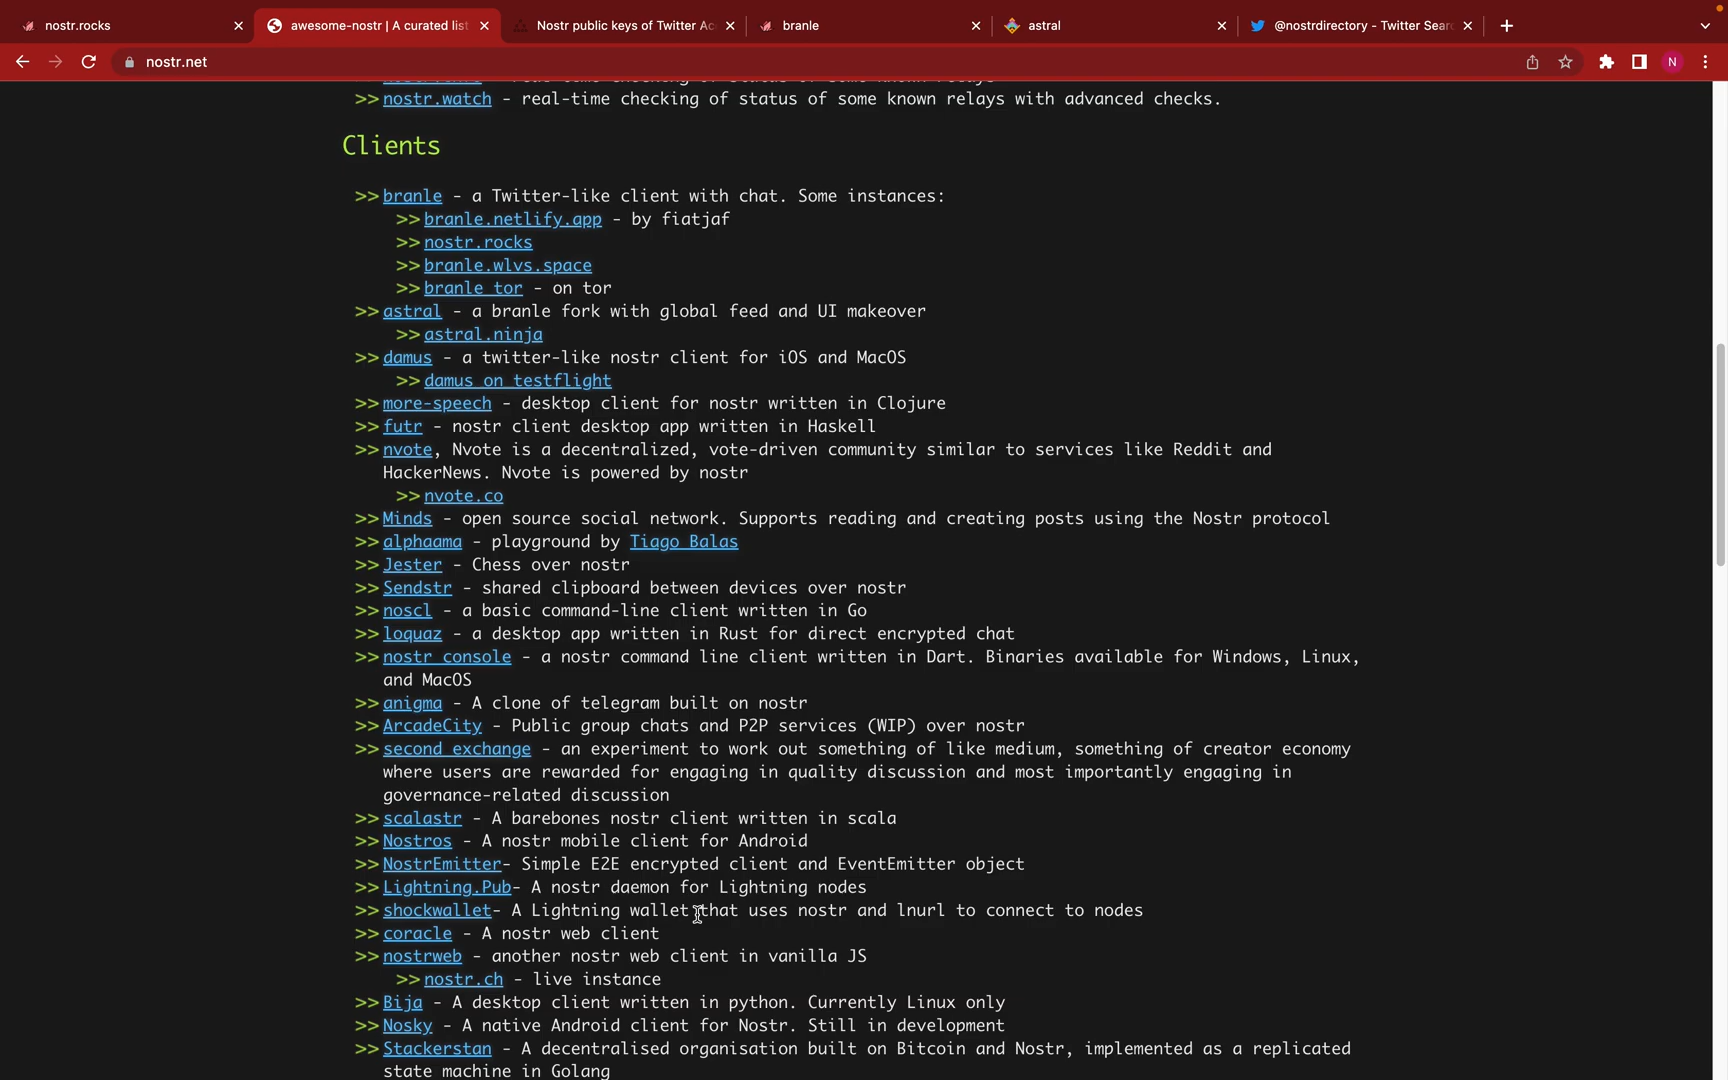 nostr.rocks
awesome-nostr | A curated list
Nostr public keys of Twitter Ac
branle
astral
@nostrdirectory - Twitter Sear
nostr.net
N
>> nostr.watch - real-time checking of status of some known relays with advanced checks.
Clients
>> branle - a Twitter-like client with chat. Some instances:
>> branle.netlify.app - by fiatjaf
>> nostr.rocks
>> branle.wlvs.space
>> branle tor - on tor
>> astral - a branle fork with global feed and UI makeover
>> astral.ninja
>> damus - a twitter-like nostr client for iOS and MacOS
>> damus on testflight
>> more-speech - desktop client for nostr written in Clojure
>> futr - nostr client desktop app written in Haskell
>> nvote, Nvote is a decentralized, vote-driven community similar to services like Reddit and
HackerNews. Nvote is powered by nostr
>> nvote.co
>> Minds - open source social network. Supports reading and creating posts using the Nostr protocol
>> alphaama - playground by Tiago Balas
>> Jester - Chess over nostr
>> Sendstr - shared clipboard between devices over nostr
>> noscl - a basic command-line client written in Go
>> loquaz - a desktop app written in Rust for direct encrypted chat
>> nostr console - a nostr command line client written in Dart. Binaries available for Windows, Linux,
and MacOS
>> anigma - A clone of telegram built on nostr
>> ArcadeCity - Public group chats and P2P services (WIP) over nostr
>> second exchange - an experiment to work out something of like medium, something of creator economy
where users are rewarded for engaging in quality discussion and most importantly engaging in
governance-related discussion
>> scalastr - A barebones nostr client written in scala
>> Nostros - A nostr mobile client for Android
>> NostrEmitter- Simple E2E encrypted client and EventEmitter object
>> Lightning.Pub- A nostr daemon for Lightning nodes
>> shockwallet- A Lightning wallet that uses nostr and lnurl to connect to nodes
>> coracle - A nostr web client
>> nostrweb - another nostr web client in vanilla JS
>> nostr.ch - live instance
>> Bija - A desktop client written in python. Currently Linux only
>> Nosky - A native Android client for Nostr. Still in development
>> Stackerstan - A decentralised organisation built on Bitcoin and Nostr, implemented as a replicated
state machine in Golang